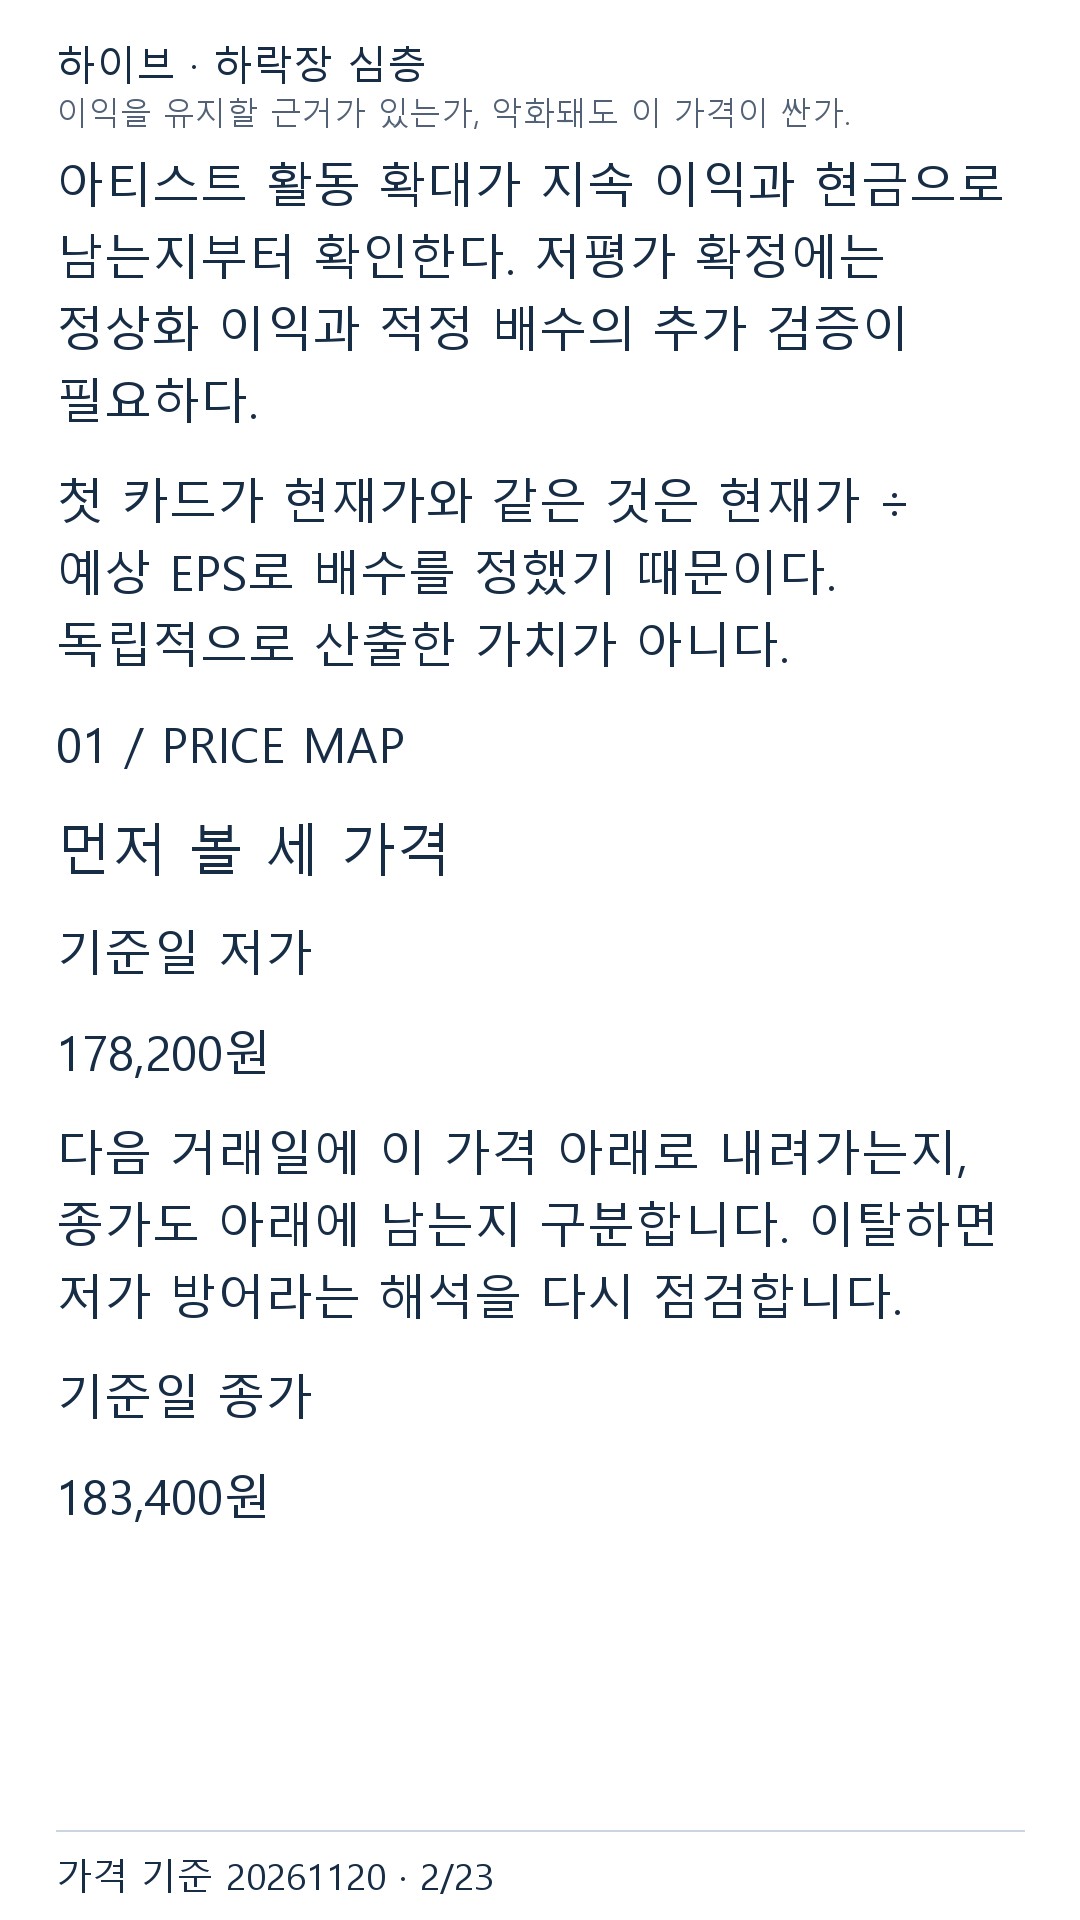 하이브 · 하락장 심층
이익을 유지할 근거가 있는가, 악화돼도 이 가격이 싼가.
아티스트 활동 확대가 지속 이익과 현금으로
남는지부터 확인한다. 저평가 확정에는
정상화 이익과 적정 배수의 추가 검증이
필요하다.
첫 카드가 현재가와 같은 것은 현재가 ÷
예상 EPS로 배수를 정했기 때문이다.
독립적으로 산출한 가치가 아니다.
01 / PRICE MAP
먼저 볼 세 가격
기준일 저가
178,200원
다음 거래일에 이 가격 아래로 내려가는지,
종가도 아래에 남는지 구분합니다. 이탈하면
저가 방어라는 해석을 다시 점검합니다.
기준일 종가
183,400원
가격 기준 20261120 · 2/23